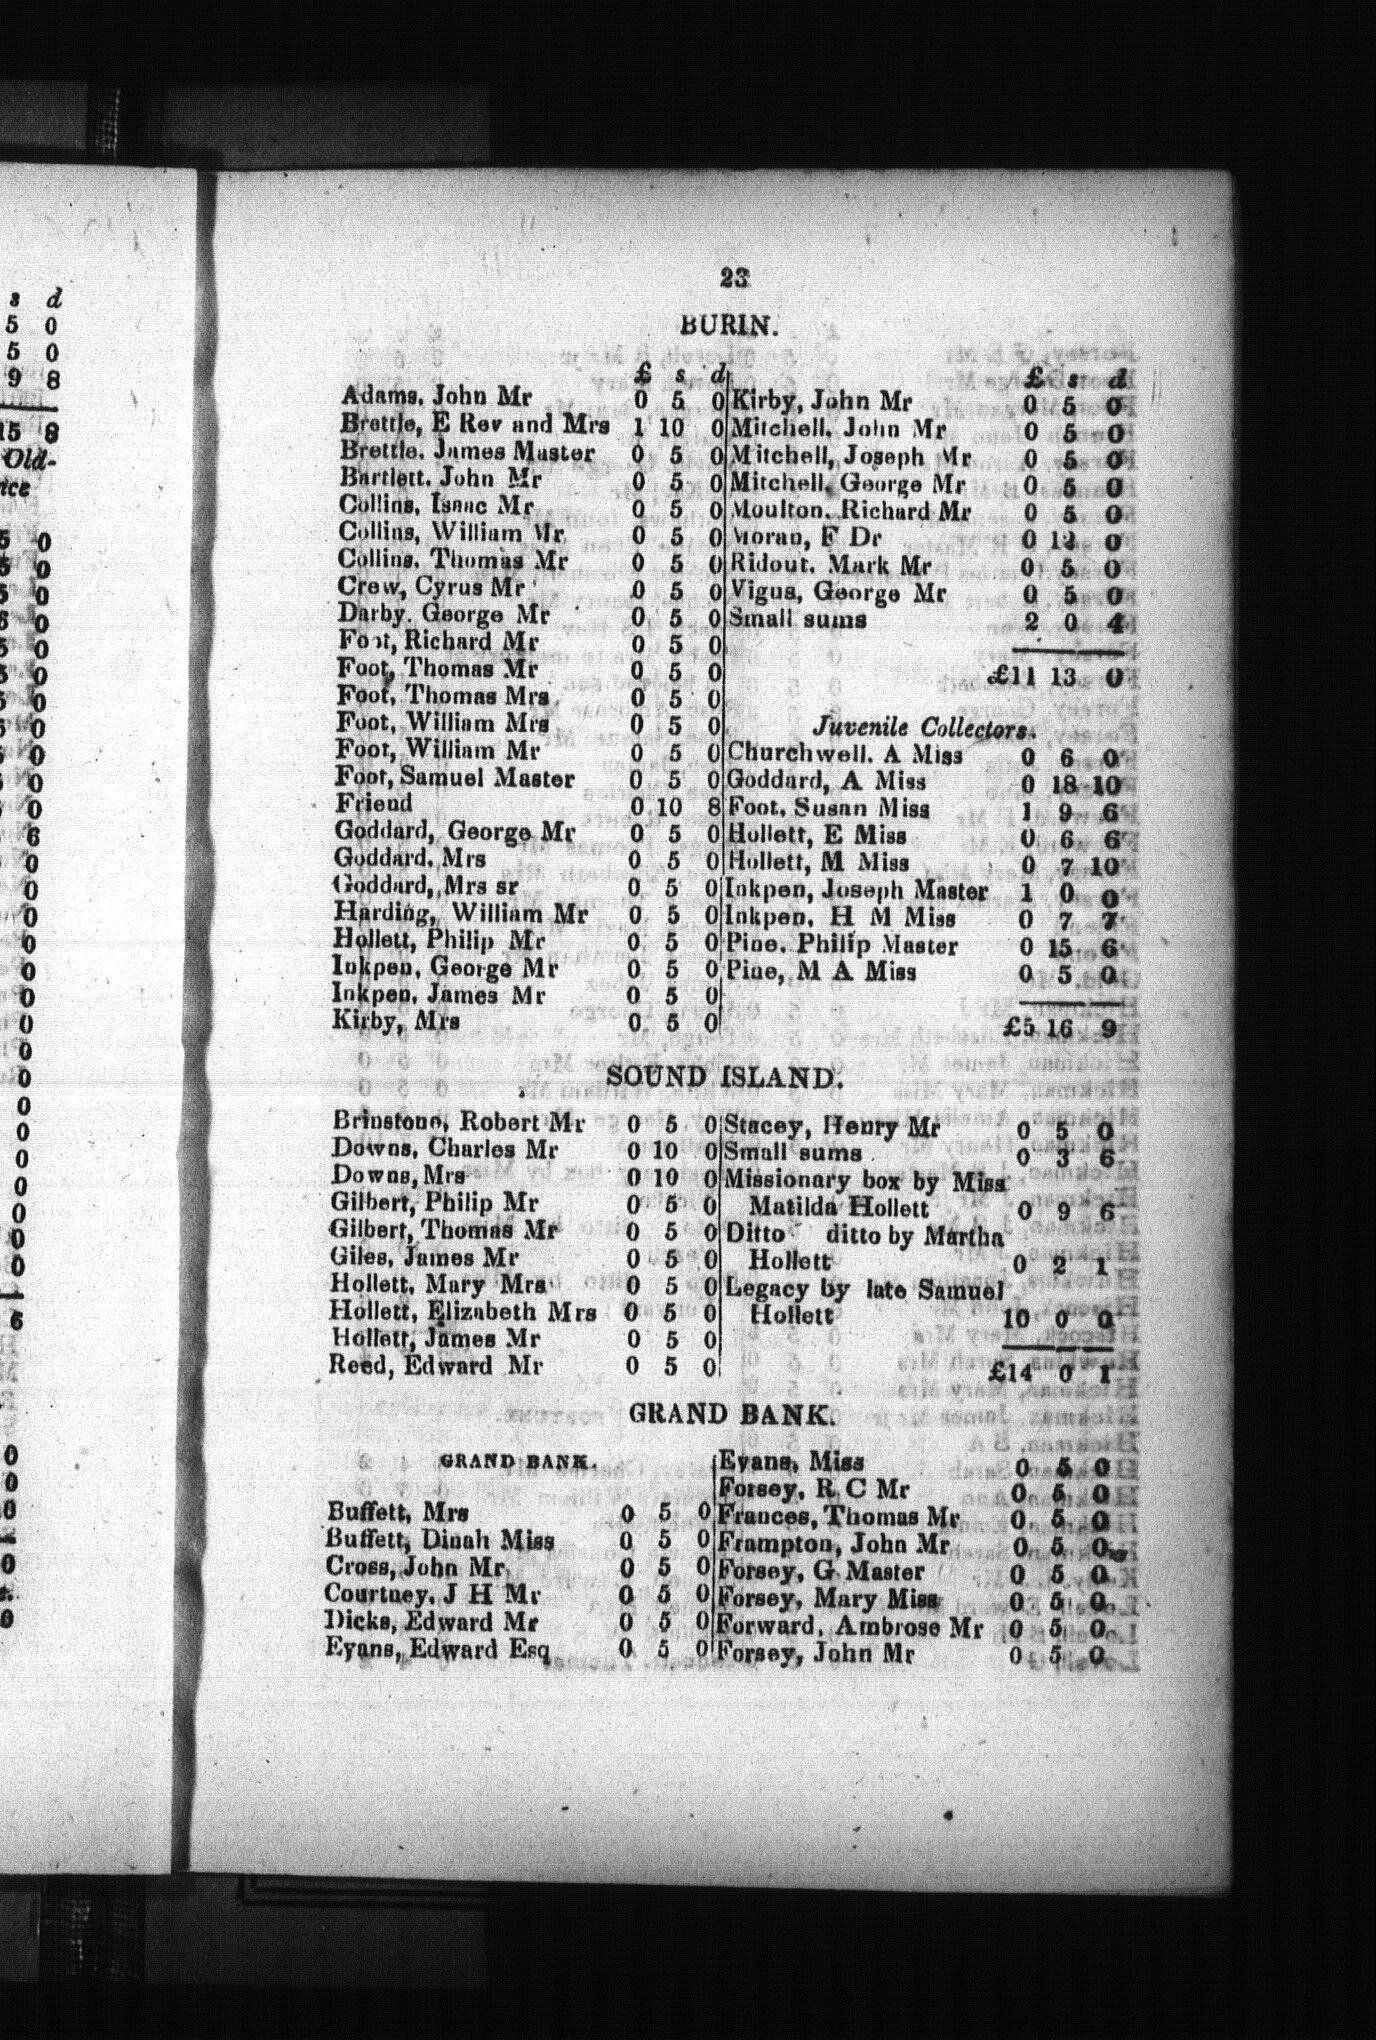 23
BURIN.
£ s d
Adams, John Mr 0 5 0
Brettle, E Rev and Mrs 1 10 0
Brettle, James Master 0 5 0
Bartlett, John Mr 0 5 0
Collins, Isaac Mr 0 5 0
Collins, William Mr 0 5 0
Collins, Thomas Mr 0 5 0
Crew, Cyrus Mr 0 5 0
Darby, George Mr 0 5 0
Foot, Richard Mr 0 5 0
Foot, Thomas Mr 0 5 0
Foot, Thomas Mrs 0 5 0
Foot, William Mrs 0 5 0
Foot, William Mr 0 5 0
Foot, Samuel Master 0 5 0
Friend 0 10 8
Goddard, George Mr 0 5 0
Goddard, Mrs 0 5 0
Goddard, Mrs sr 0 5 0
Harding, William Mr 0 5 0
Hollett, Philip Mr 0 5 0
Inkpen, George Mr 0 5 0
Inkpen, James Mr 0 5 0
Kirby, Mrs 0 5 0
£ s d
Kirby, John Mr 0 5 0
Mitchell, John Mr 0 5 0
Mitchell, Joseph Mr 0 5 0
Mitchell, George Mr 0 5 0
Moulton, Richard Mr 0 5 0
Moran, F Dr 0 12 0
Ridout, Mark Mr 0 5 0
Vigus, George Mr 0 5 0
Small sums 2 0 4
£11 13 0
Juvenile Collectors.
Churchwell, A Miss 0 6 0
Goddard, A Miss 0 18 10
Foot, Susan Miss 1 9 6
Hollett, E Miss 0 6 6
Hollett, M Miss 0 7 10
Inkpen, Joseph Master 1 0 0
Inkpen, H M Miss 0 7 7
Pine, Philip Master 0 15 6
Pine, M A Miss 0 5 0
£5 16 9
SOUND ISLAND.
Brinstone, Robert Mr 0 5 0
Downs, Charles Mr 0 10 0
Downs, Mrs 0 10 0
Gilbert, Philip Mr 0 5 0
Gilbert, Thomas Mr 0 5 0
Giles, James Mr 0 5 0
Hollett, Mary Mrs 0 5 0
Hollett, Elizabeth Mrs 0 5 0
Hollett, James Mr 0 5 0
Reed, Edward Mr 0 5 0
Stacey, Henry Mr 0 5 0
Small sums 0 3 6
Missionary box by Miss
Matilda Hollett 0 9 6
Ditto ditto by Martha
Hollett 0 2 1
Legacy by late Samuel
Hollett 10 0 0
£14 0 1
GRAND BANK.
GRAND BANK.
Buffett, Mrs 0 5 0
Buffett, Dinah Miss 0 5 0
Cross, John Mr 0 5 0
Courtney, J H Mr 0 5 0
Dicks, Edward Mr 0 5 0
Evans, Edward Esq 0 5 0
Evans, Miss 0 5 0
Forsey, R C Mr 0 5 0
Frances, Thomas Mr 0 5 0
Frampton, John Mr 0 5 0
Forsey, G Master 0 5 0
Forsey, Mary Miss 0 5 0
Forward, Ambrose Mr 0 5 0
Forsey, John Mr 0 5 0